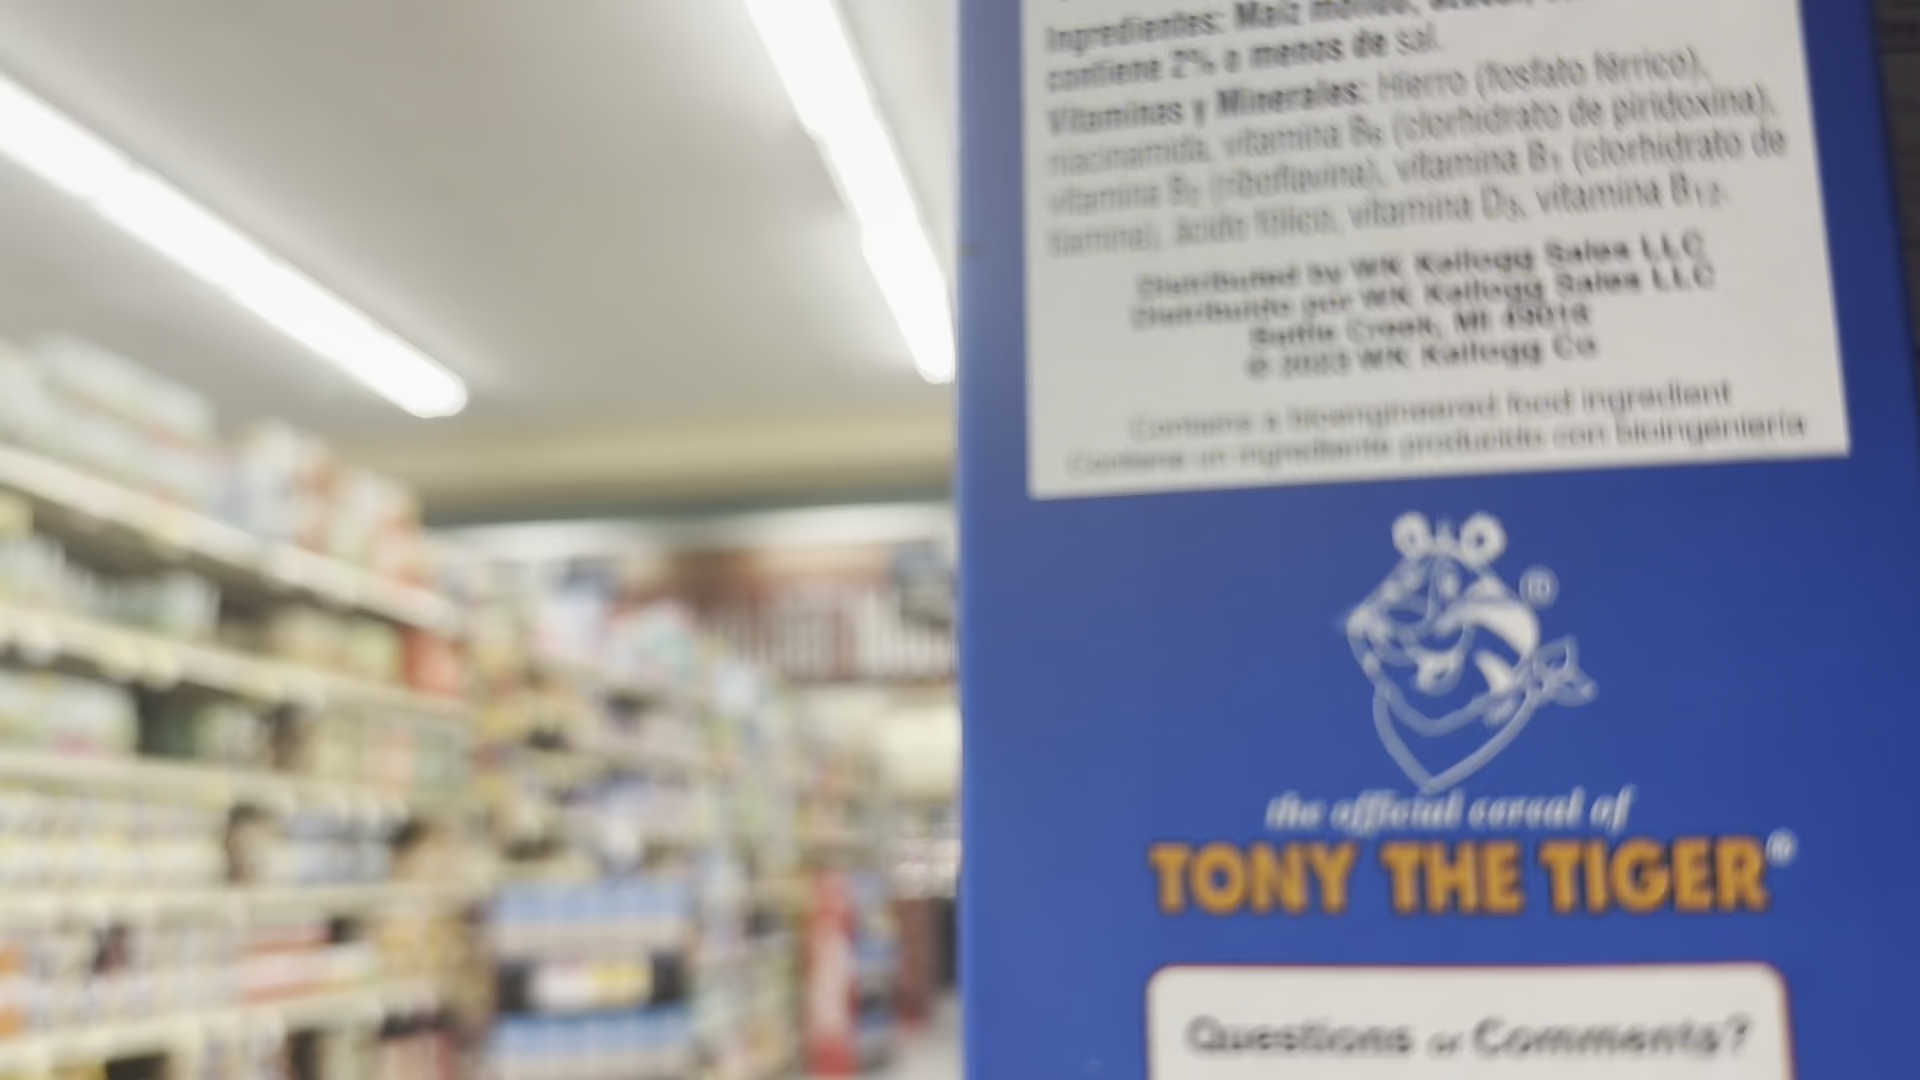 Ingredientes: Maíz molido, azúcar,
contiene 2% o menos de sal.
Vitaminas y Minerales: Hierro (fosfato férrico),
niacinamida, vitamina B6 (clorhidrato de piridoxina),
vitamina B2 (riboflavina), vitamina B1 (clorhidrato de
tiamina), ácido fólico, vitamina D3, vitamina B12.
Distributed by WK Kellogg Sales LLC
Distribuido por WK Kellogg Sales LLC
Battle Creek, MI 49016
© 2023 WK Kellogg Co
Contains a bioengineered food ingredient
Contiene un ingrediente producido con bioingeniería
®
the official cereal of
TONY THE TIGER®
Questions or Comments?